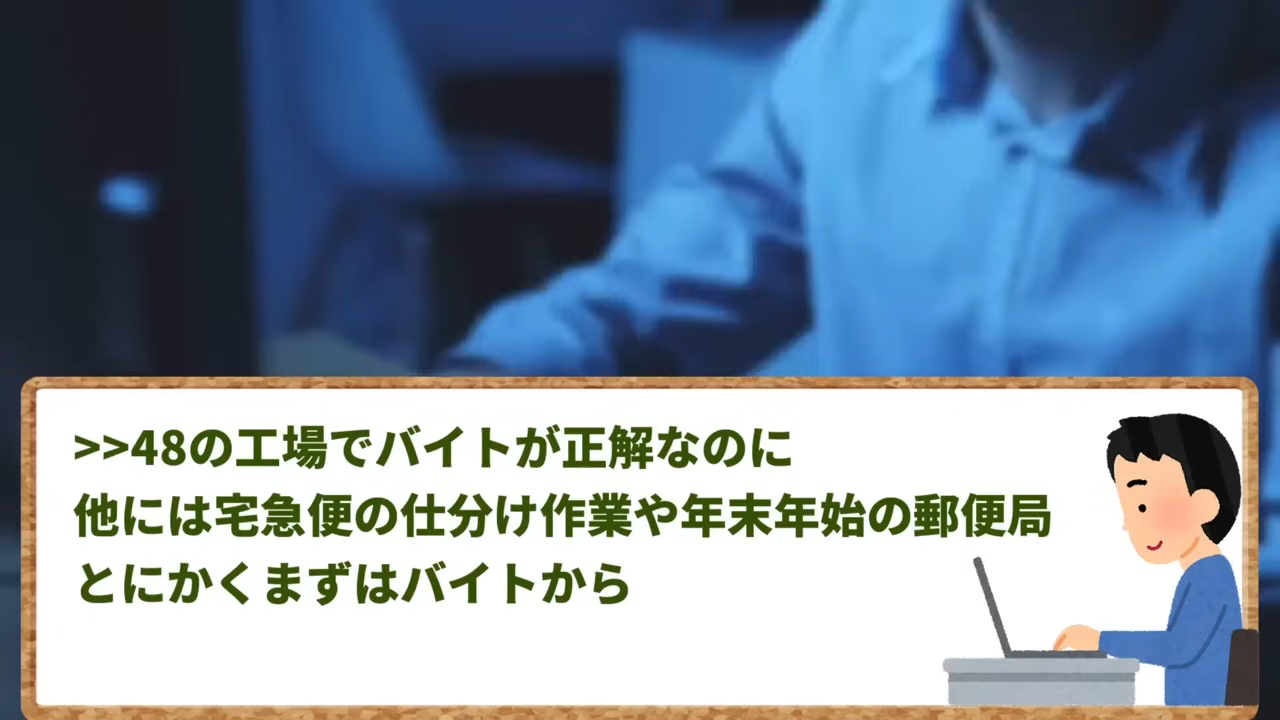 >>48の工場でバイトが正解なのに
他には宅急便の仕分け作業や年末年始の郵便局
とにかくまずはバイトから